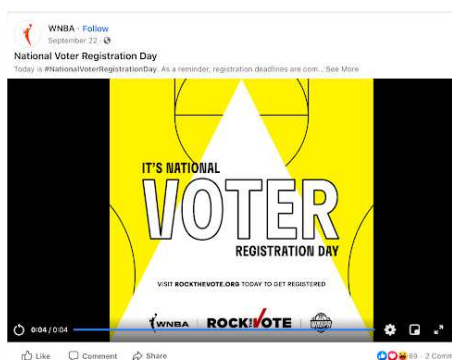 WNBA · Follow
September 22 ·
National Voter Registration Day
Today is #NationalVoterRegistrationDay. As a reminder, registration deadlines are com... See More
IT'S NATIONAL
VOTER
REGISTRATION DAY
VISIT ROCKTHEVOTE.ORG TODAY TO GET REGISTERED
WNBA ROCK THE VOTE WNBPA
0:04 / 0:04
Like Comment Share 69 · 2 Comm